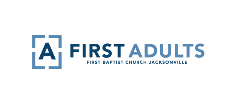 A FIRST ADULTS
FIRST BAPTIST CHURCH JACKSONVILLE